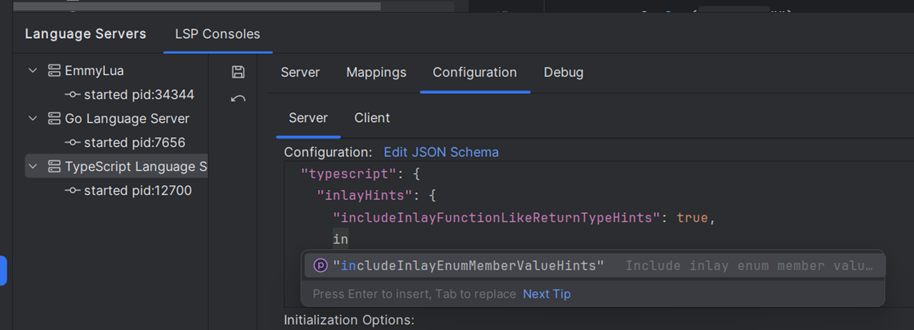 Language Servers LSP Consoles
EmmyLua
started pid:34344
Go Language Server
started pid:7656
TypeScript Language S
started pid:12700
Server Mappings Configuration Debug
Server Client
Configuration: Edit JSON Schema
"typescript": {
"inlayHints": {
"includeInlayFunctionLikeReturnTypeHints": true,
in
"includeInlayEnumMemberValueHints" Include inlay enum member valu…
Press Enter to insert, Tab to replace Next Tip
Initialization Options: